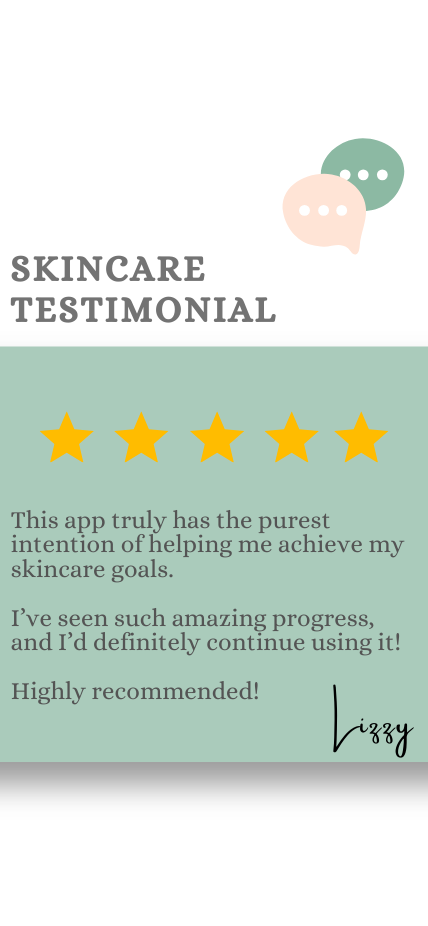 SKINCARE
TESTIMONIAL
This app truly has the purest
intention of helping me achieve my
skincare goals.
I’ve seen such amazing progress,
and I’d definitely continue using it!
Highly recommended!
Lizzy